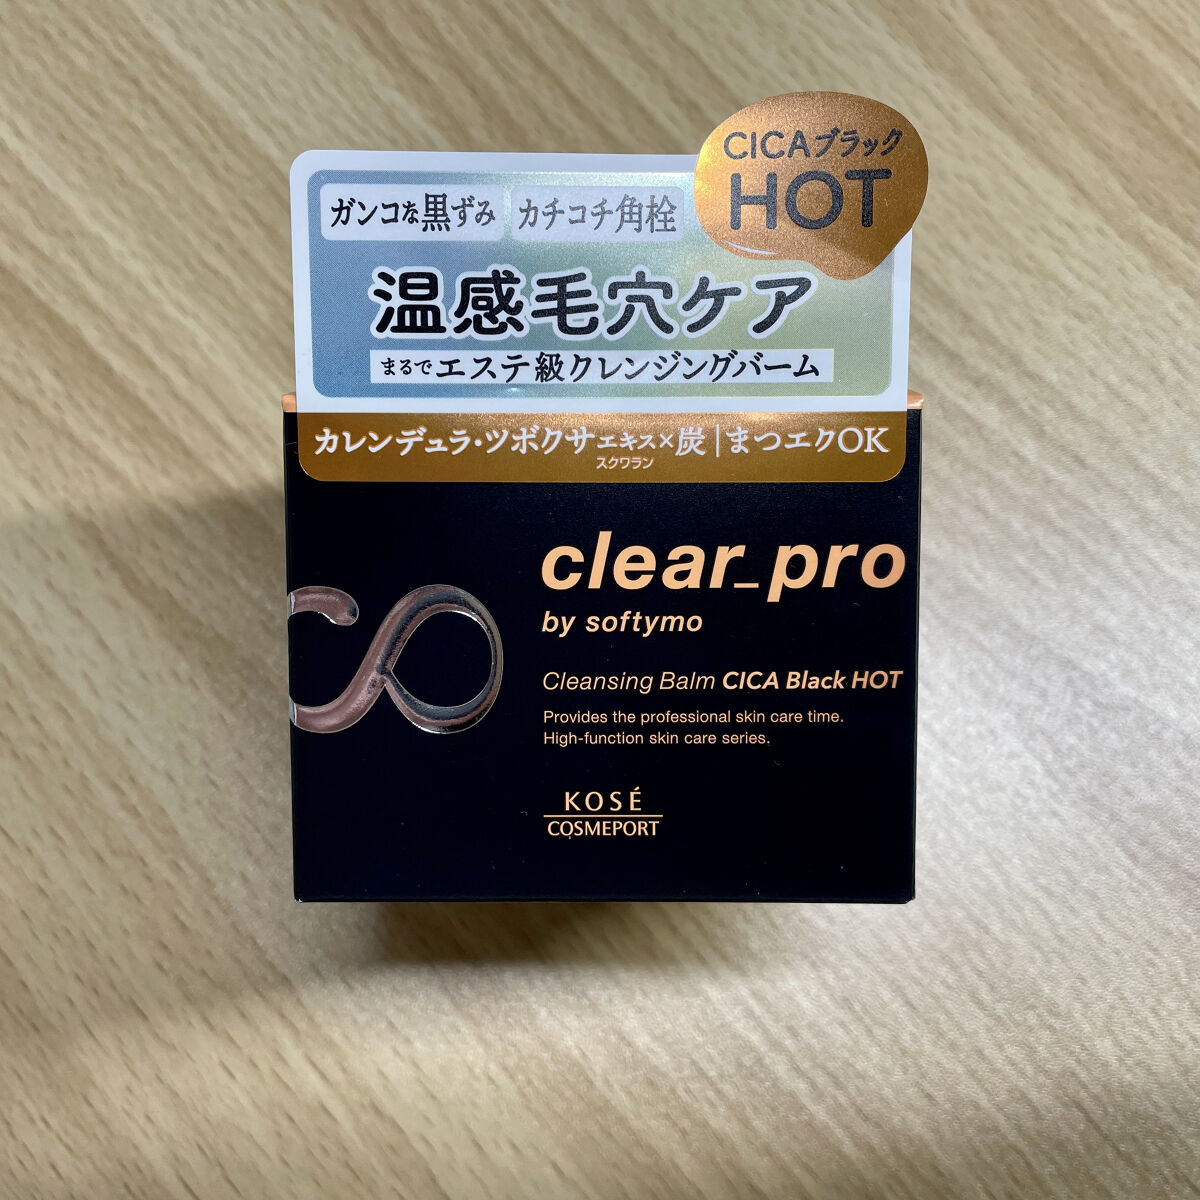 CICAブラック
HOT
ガンコな黒ずみ カチコチ角栓
温感毛穴ケア
まるでエステ級クレンジングバーム
カレンデュラ・ツボクサエキス×炭|まつエクOK
スクワラン
clear_pro
by softymo
Cleansing Balm CICA Black HOT
Provides the professional skin care time.
High-function skin care series.
KOSÉ
COSMEPORT